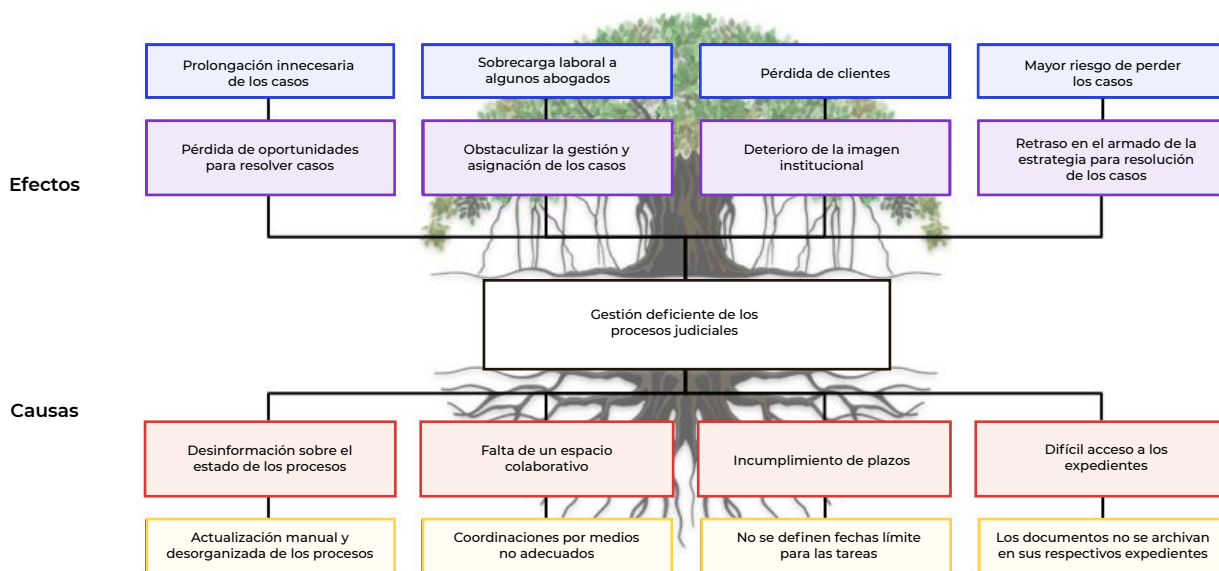 Prolongación innecesaria
de los casos
Sobrecarga laboral a
algunos abogados
Pérdida de clientes
Mayor riesgo de perder
los casos
Efectos
Pérdida de oportunidades
para resolver casos
Obstaculizar la gestión y
asignación de los casos
Deterioro de la imagen
institucional
Retraso en el armado de la
estrategia para resolución
de los casos
Gestión deficiente de los
procesos judiciales
Causas
Desinformación sobre el
estado de los procesos
Falta de un espacio
colaborativo
Incumplimiento de plazos
Difícil acceso a los
expedientes
Actualización manual y
desorganizada de los procesos
Coordinaciones por medios
no adecuados
No se definen fechas límite
para las tareas
Los documentos no se archivan
en sus respectivos expedientes